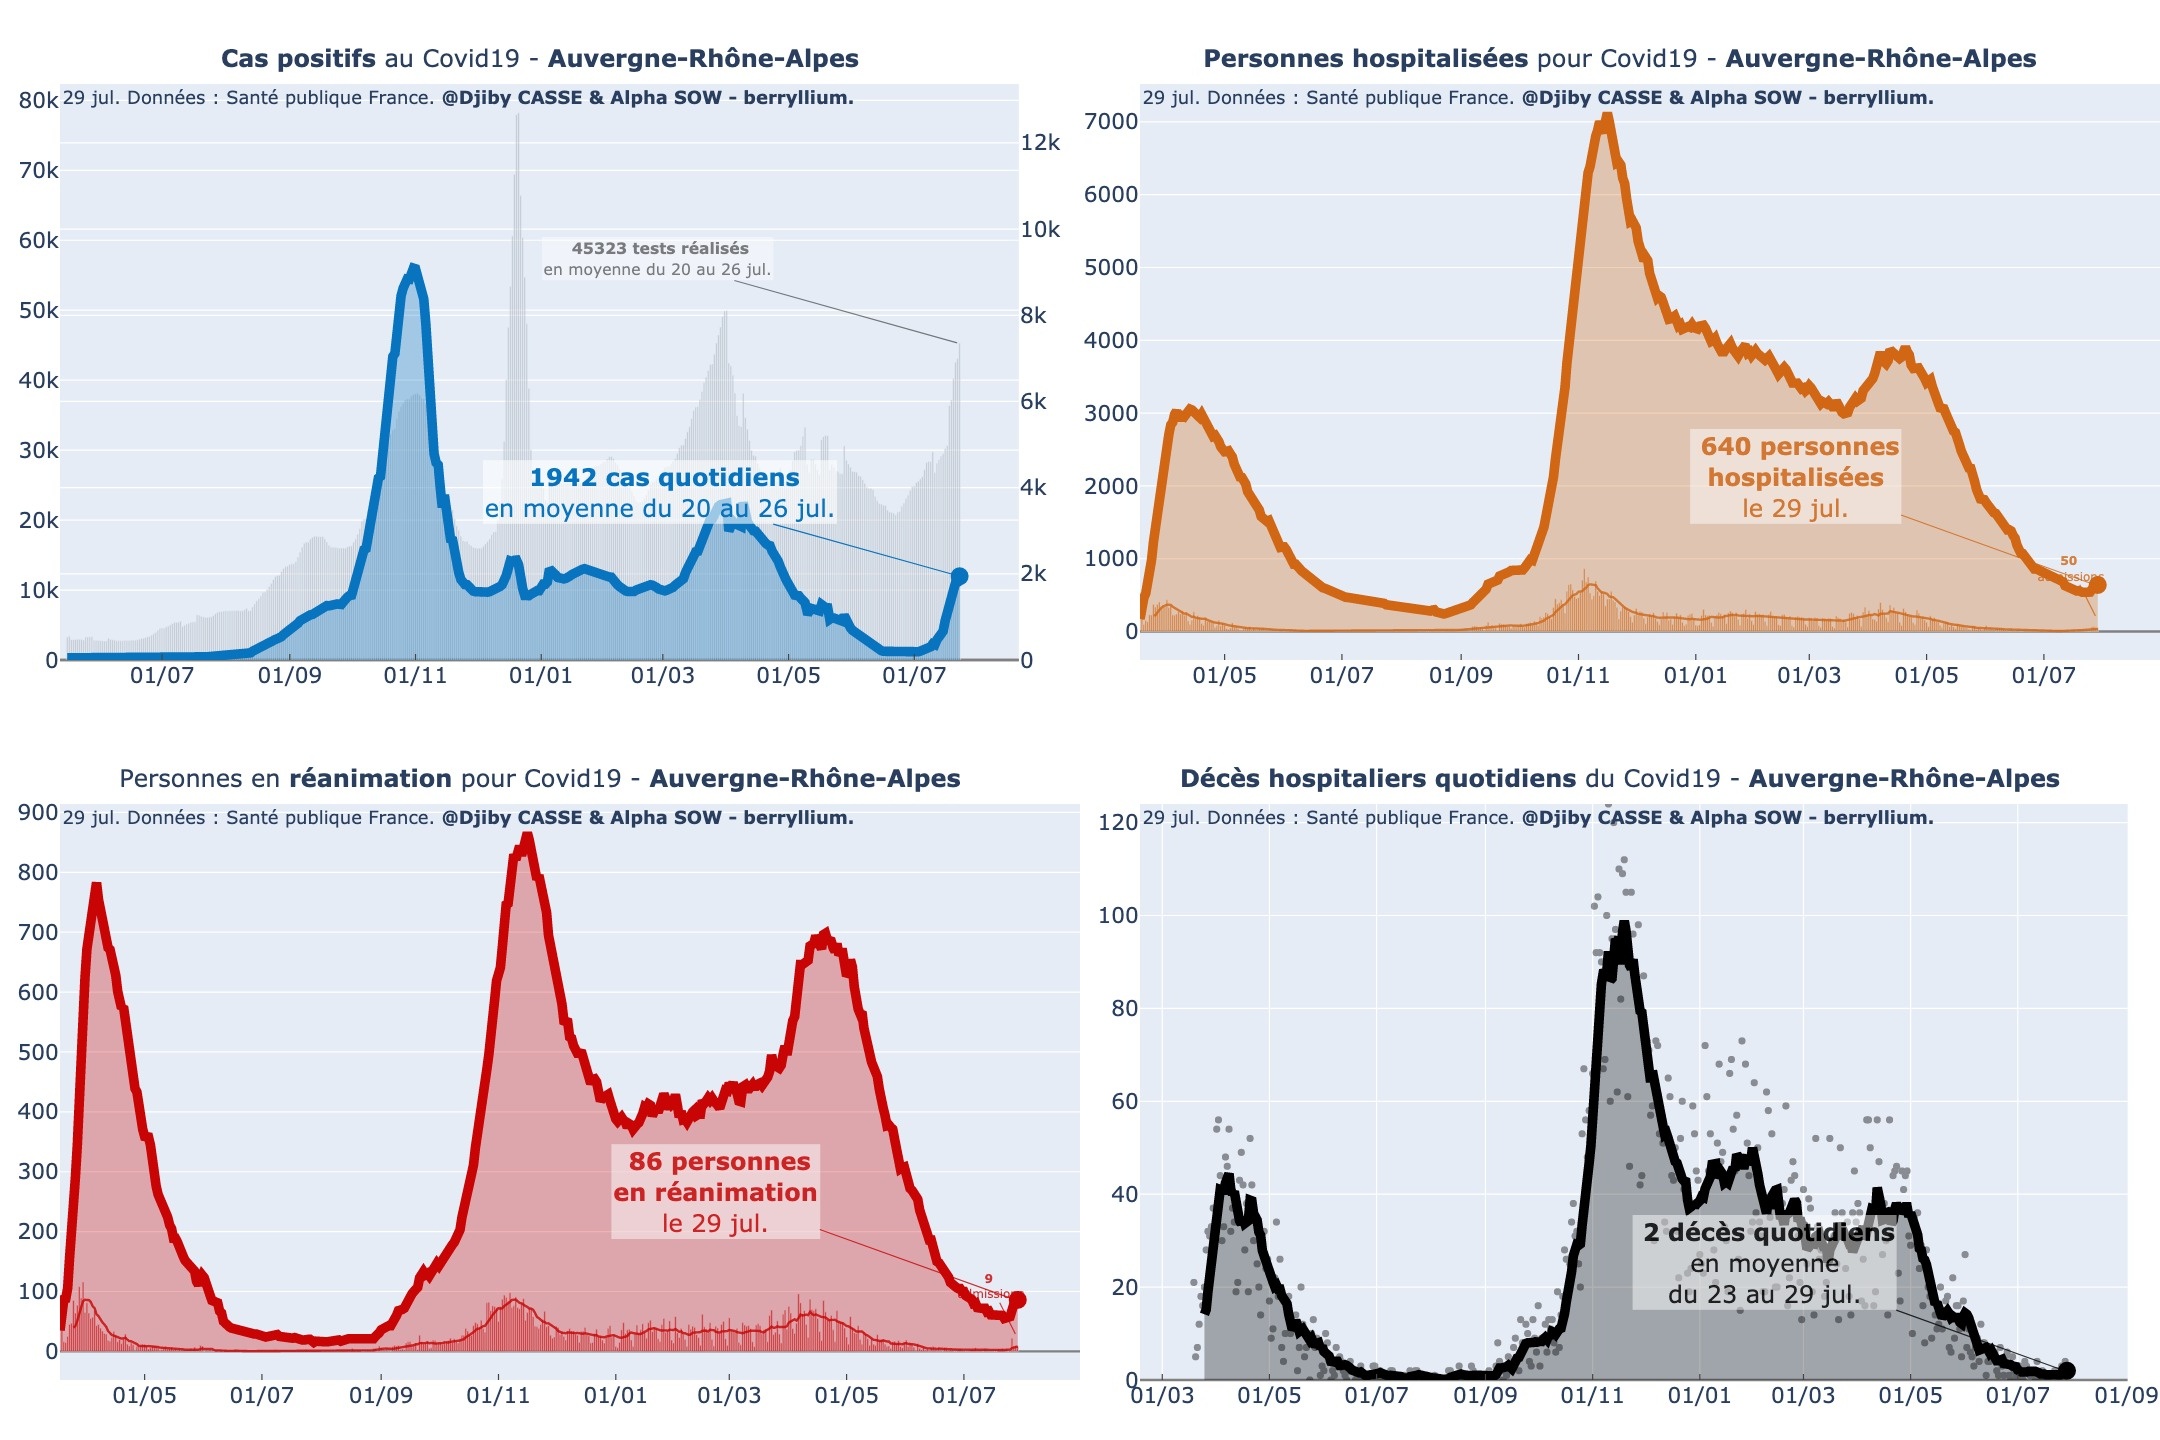 Cas positifs au Covid19 - Auvergne-Rhône-Alpes
29 jul. Données : Santé publique France. @Djiby CASSE & Alpha SOW - berryllium.
80k
70k
60k
50k
40k
30k
20k
10k
0
12k
10k
8k
6k
4k
2k
0
45323 tests réalisés
en moyenne du 20 au 26 jul.
1942 cas quotidiens
en moyenne du 20 au 26 jul.
01/07 01/09 01/11 01/01 01/03 01/05 01/07
Personnes hospitalisées pour Covid19 - Auvergne-Rhône-Alpes
29 jul. Données : Santé publique France. @Djiby CASSE & Alpha SOW - berryllium.
7000
6000
5000
4000
3000
2000
1000
0
640 personnes
hospitalisées
le 29 jul.
50
admissions
01/05 01/07 01/09 01/11 01/01 01/03 01/05 01/07
Personnes en réanimation pour Covid19 - Auvergne-Rhône-Alpes
29 jul. Données : Santé publique France. @Djiby CASSE & Alpha SOW - berryllium.
900
800
700
600
500
400
300
200
100
0
86 personnes
en réanimation
le 29 jul.
9
admissions
01/05 01/07 01/09 01/11 01/01 01/03 01/05 01/07
Décès hospitaliers quotidiens du Covid19 - Auvergne-Rhône-Alpes
29 jul. Données : Santé publique France. @Djiby CASSE & Alpha SOW - berryllium.
120
100
80
60
40
20
0
2 décès quotidiens
en moyenne
du 23 au 29 jul.
01/03 01/05 01/07 01/09 01/11 01/01 01/03 01/05 01/07 01/09